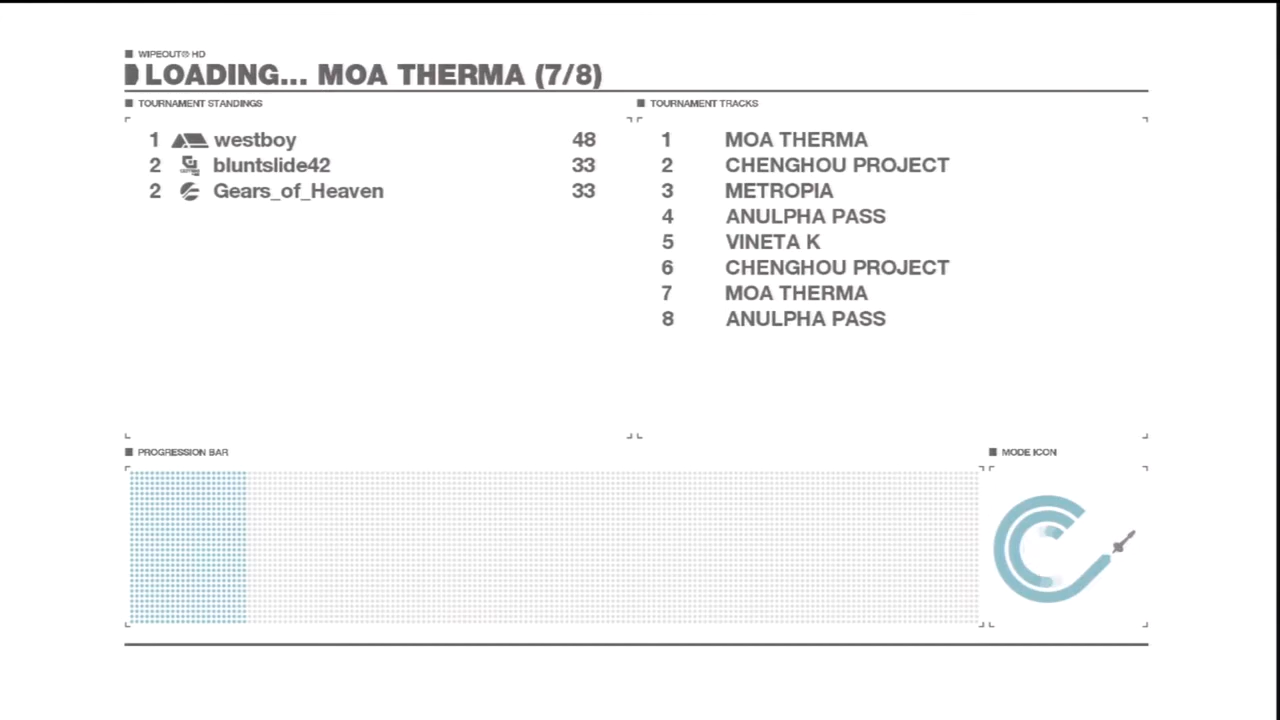 WIPEOUT® HD
LOADING... MOA THERMA (7/8)
TOURNAMENT STANDINGS
1 westboy 48
2 bluntslide42 33
2 Gears_of_Heaven 33
TOURNAMENT TRACKS
1 MOA THERMA
2 CHENGHOU PROJECT
3 METROPIA
4 ANULPHA PASS
5 VINETA K
6 CHENGHOU PROJECT
7 MOA THERMA
8 ANULPHA PASS
PROGRESSION BAR
MODE ICON